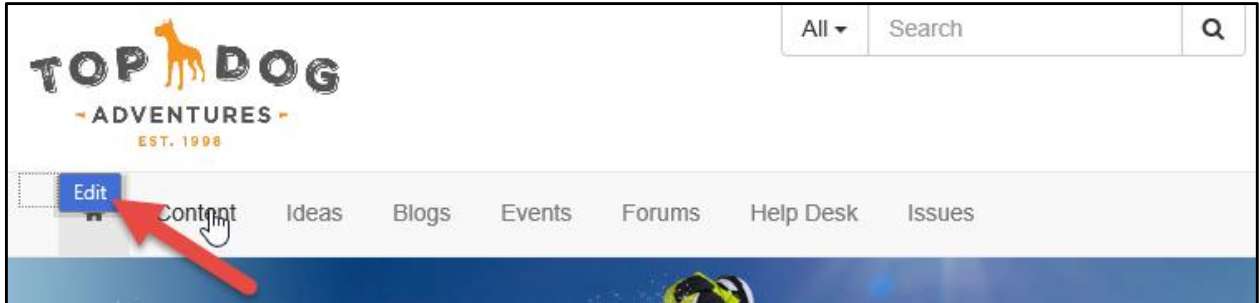 All Search
TOP DOG
- ADVENTURES -
EST. 1998
Edit
Content Ideas Blogs Events Forums Help Desk Issues